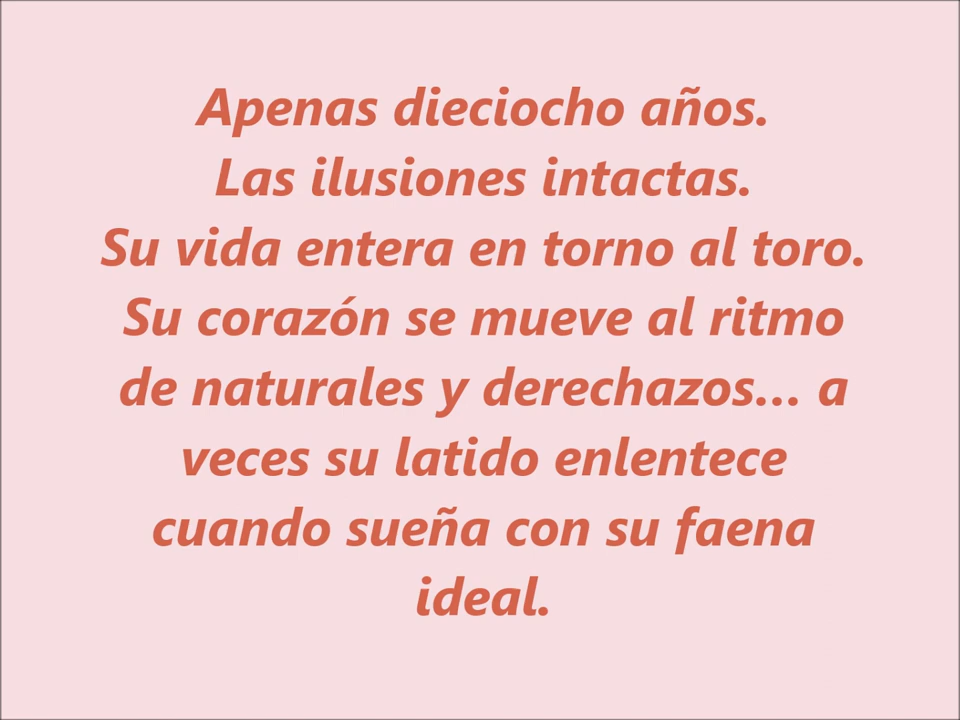 Apenas dieciocho años.
Las ilusiones intactas.
Su vida entera en torno al toro.
Su corazón se mueve al ritmo
de naturales y derechazos... a
veces su latido enlentece
cuando sueña con su faena
ideal.